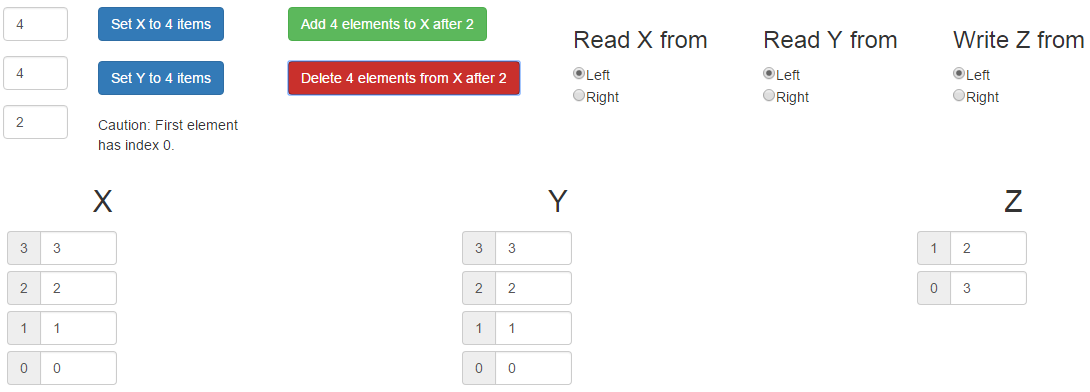 4 Set X to 4 items Add 4 elements to X after 2
Read X from Read Y from Write Z from
4 Set Y to 4 items Delete 4 elements from X after 2
Left Left Left
Right Right Right
2 Caution: First element
has index 0.
X Y Z
3 3 3 3 1 2
2 2 2 2 0 3
1 1 1 1
0 0 0 0